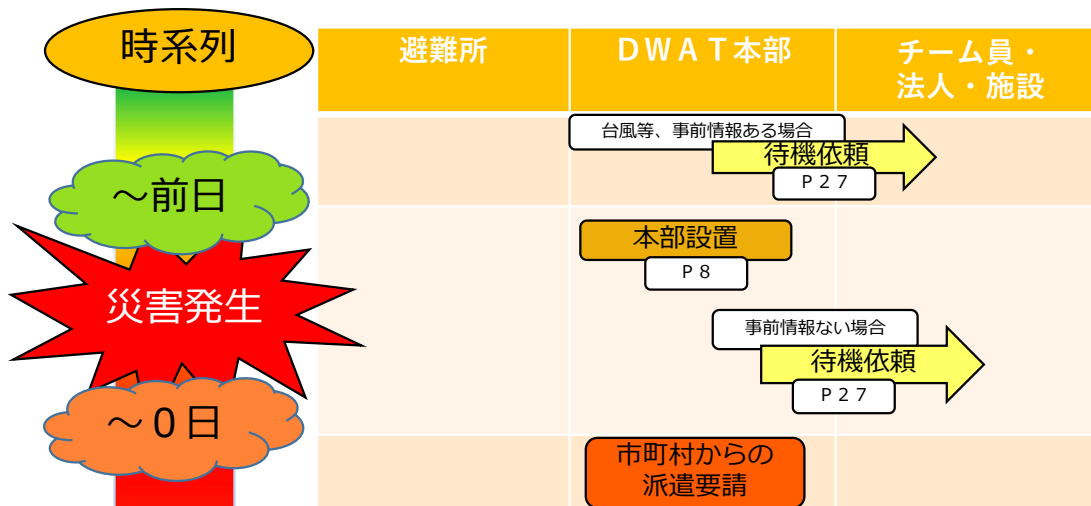 時系列
避難所
ＤＷＡＴ本部
チーム員・
法人・施設
台風等、事前情報ある場合
待機依頼
Ｐ２７
～前日
本部設置
Ｐ８
災害発生
事前情報ない場合
待機依頼
Ｐ２７
～０日
市町村からの
派遣要請